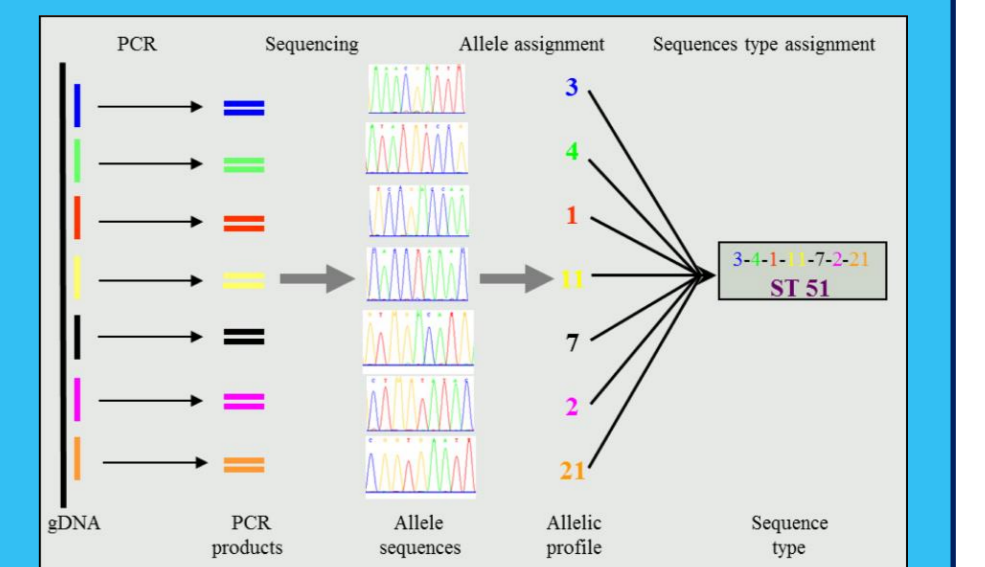 PCR Sequencing Allele assignment Sequences type assignment
3
4
1
11
7
2
21
3-4-1-11-7-2-21
ST 51
gDNA
PCR products
Allele sequences
Allelic profile
Sequence type